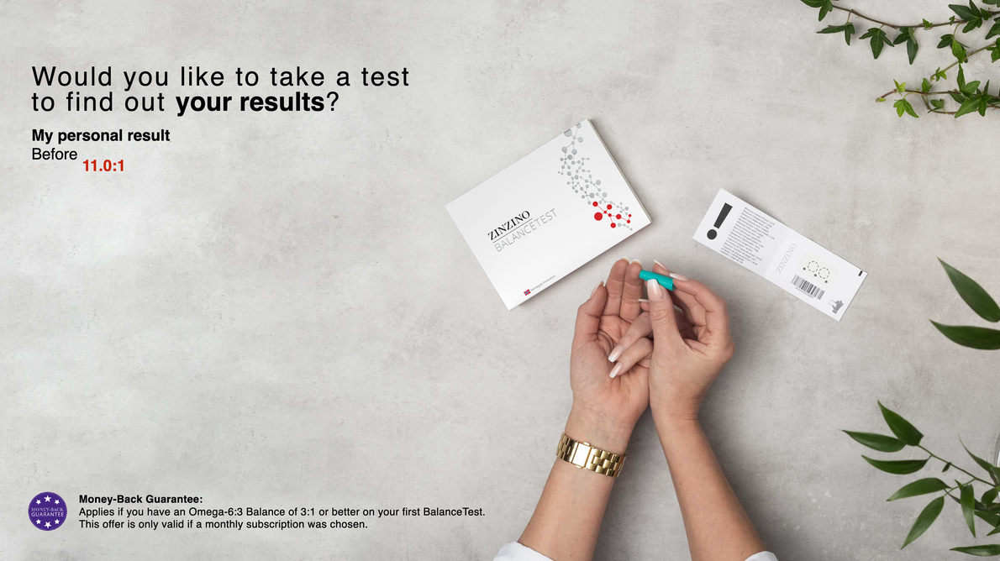 Would you like to take a test
to find out your results?
My personal result
Before
11.0:1
ZINZINO
BALANCETEST
ZINZINO
MONEY-BACK
GUARANTEE
Money-Back Guarantee:
Applies if you have an Omega-6:3 Balance of 3:1 or better on your first BalanceTest.
This offer is only valid if a monthly subscription was chosen.